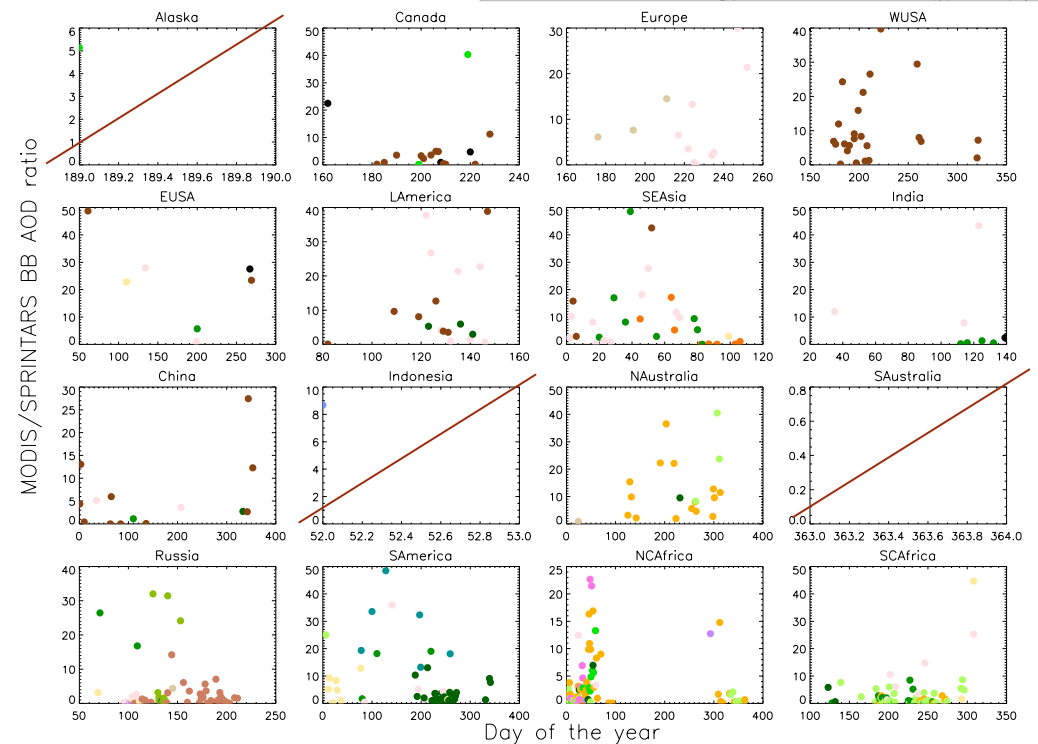 Alaska Canada Europe WUSA
6 5 4 3 2 1 0
189.0 189.2 189.4 189.6 189.8 190.0
50 40 30 20 10 0
160 180 200 220 240
30 20 10 0
160 180 200 220 240 260
40 30 20 10 0
150 200 250 300 350
EUSA LAmerica SEAsia India
50 40 30 20 10 0
50 100 150 200 250 300
40 30 20 10 0
80 100 120 140 160
50 40 30 20 10 0
0 20 40 60 80 100 120
50 40 30 20 10 0
20 40 60 80 100 120 140
China Indonesia NAustralia SAustralia
30 25 20 15 10 5 0
0 100 200 300 400
10 8 6 4 2 0
52.0 52.2 52.4 52.6 52.8 53.0
50 40 30 20 10 0
0 100 200 300 400
0.8 0.6 0.4 0.2 0.0
363.0 363.2 363.4 363.6 363.8 364.0
Russia SAmerica NCAfrica SCAfrica
40 30 20 10 0
50 100 150 200 250
50 40 30 20 10 0
0 100 200 300 400
25 20 15 10 5 0
0 100 200 300 400
50 40 30 20 10 0
100 150 200 250 300 350
MODIS/SPRINTARS BB AOD ratio
Day of the year